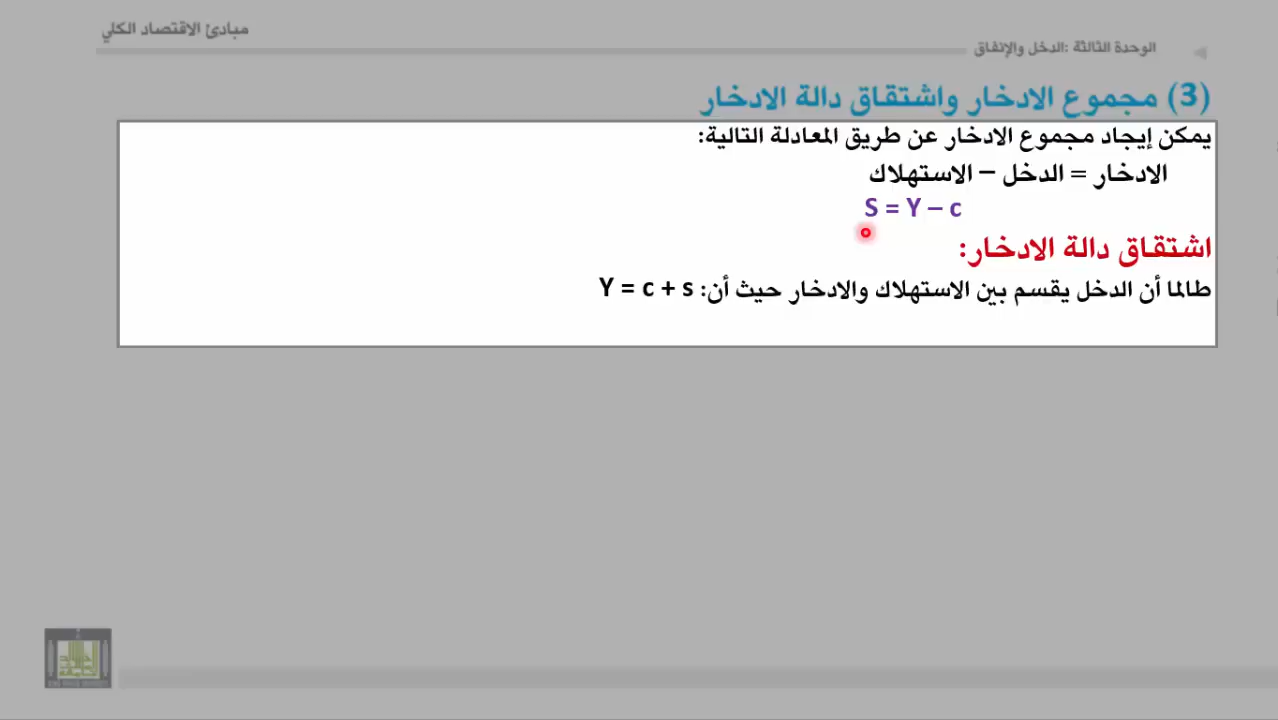 مبادئ الاقتصاد الكلي
الوحدة الثالثة :الدخل والإنفاق
(3) مجموع الادخار واشتقاق دالة الادخار
يمكن إيجاد مجموع الادخار عن طريق المعادلة التالية:
الادخار = الدخل – الاستهلاك
S = Y – c
اشتقاق دالة الادخار:
طالما أن الدخل يقسم بين الاستهلاك والادخار حيث أن: Y = c + s